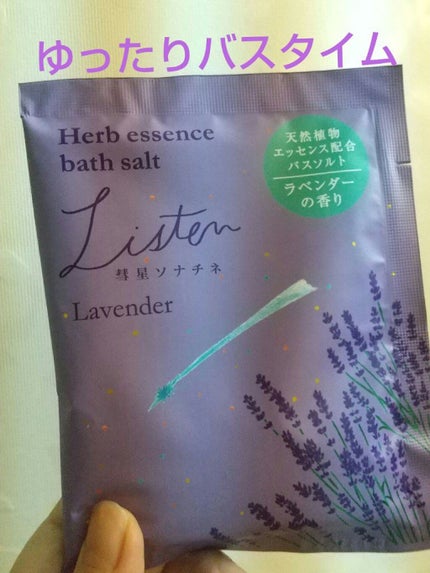 ゆったりバスタイム
Herb essence
bath salt
天然植物
エッセンス配合
バスソルト
ラベンダー
の香り
Listen
彗星ソナチネ
Lavender